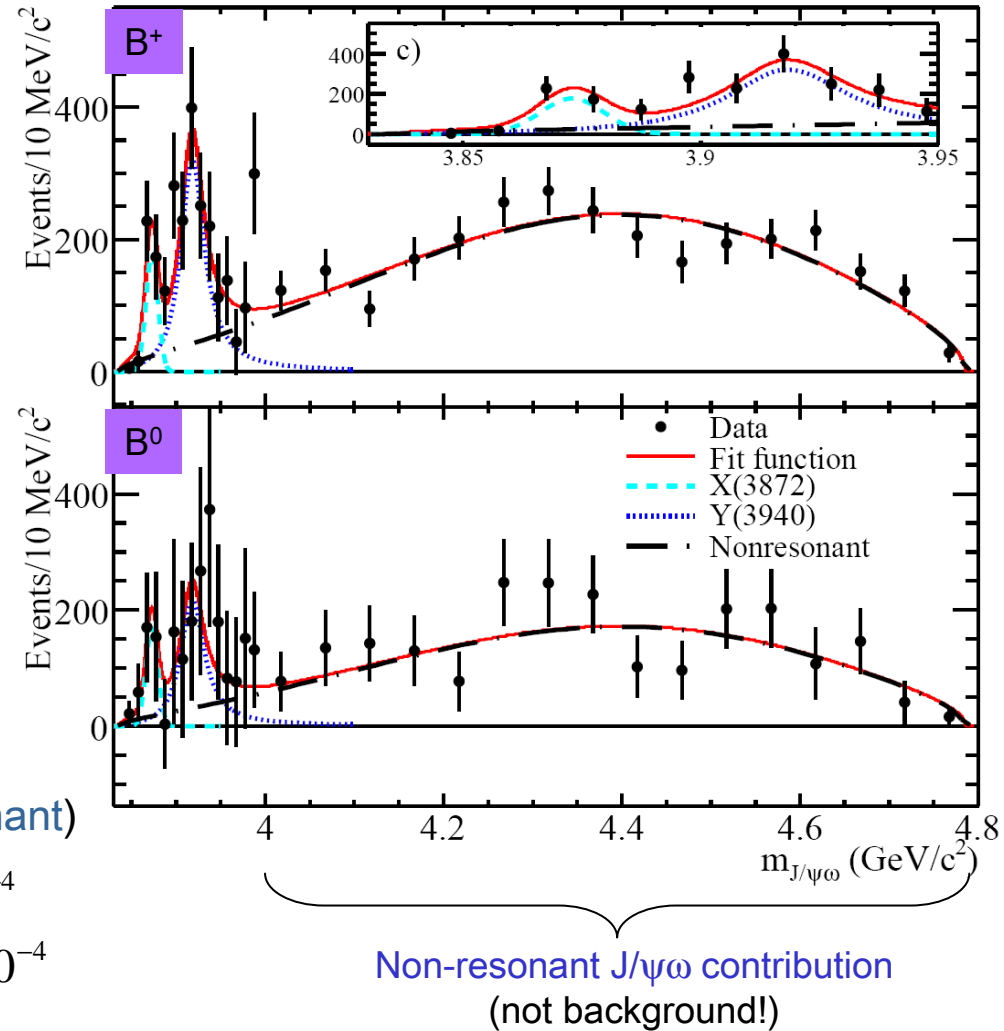 B⁺
c)
400
200
0
3.85
3.9
3.95
Events/10 MeV/c²
400
200
0
B⁰
Data
Fit function
X(3872)
Y(3940)
Nonresonant
Events/10 MeV/c²
400
200
0
4
4.2
4.4
4.6
4.8
m_J/ψω (GeV/c²)
nant)
4
0⁻⁴
Non-resonant J/ψω contribution
(not background!)